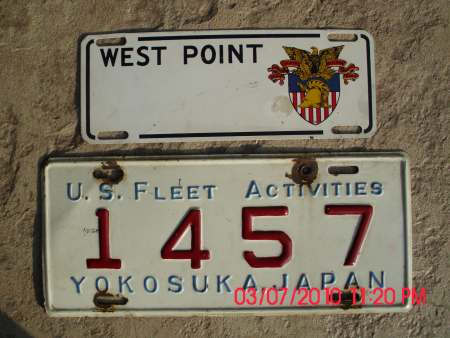 WEST POINT
U.S. FLEET ACTIVITIES
1457
YOKOSUKA JAPAN
03/07/2010 11:20 PM